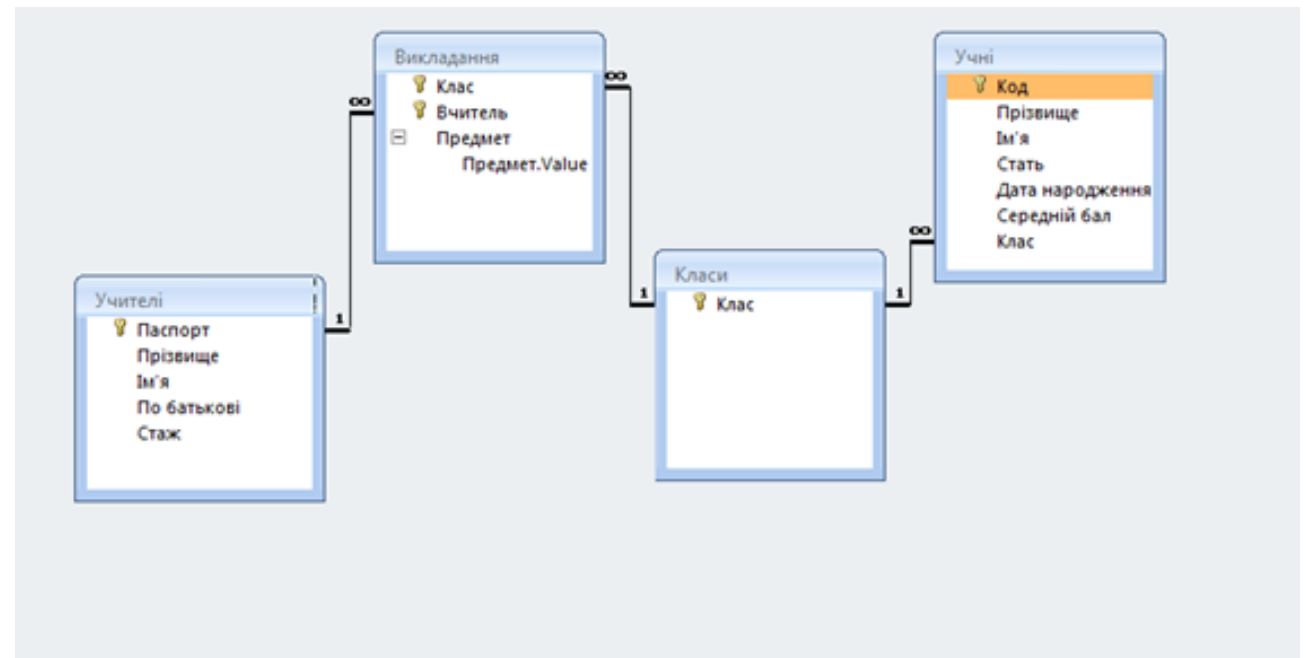 Викладання
Клас
Вчитель
Предмет
Предмет.Value
Учні
Код
Прізвище
Ім'я
Стать
Дата народження
Середній бал
Клас
Учителі
Паспорт
Прізвище
Ім'я
По батькові
Стаж
Класи
Клас
∞
∞
∞
1
1
1